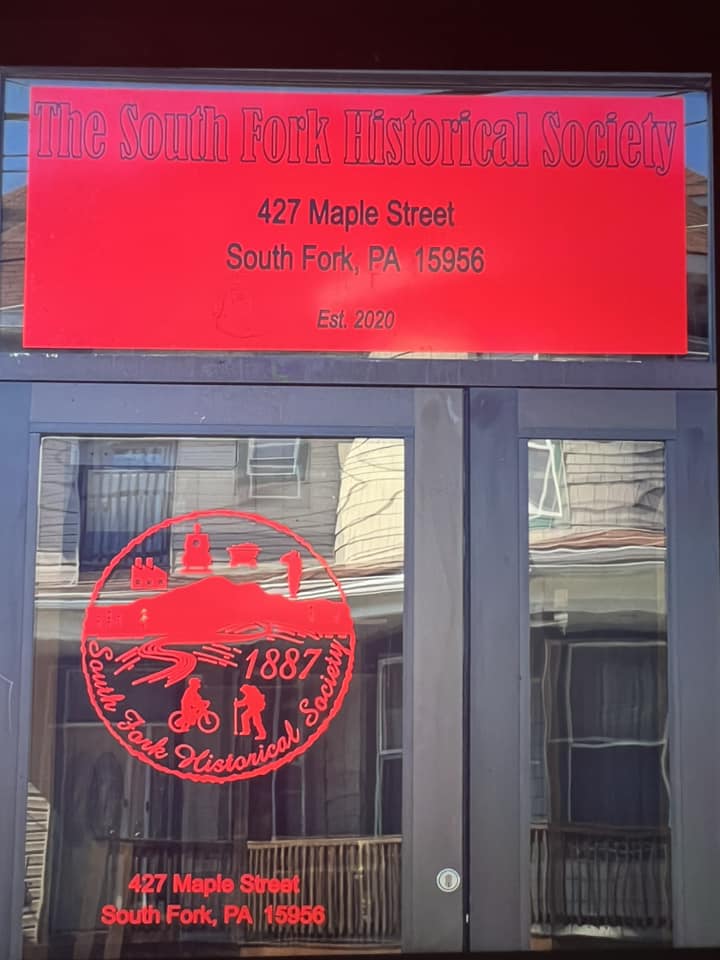 The South Fork Historical Society
427 Maple Street
South Fork, PA 15956
Est. 2020
1887
South Fork Historical Society
427 Maple Street
South Fork, PA 15956